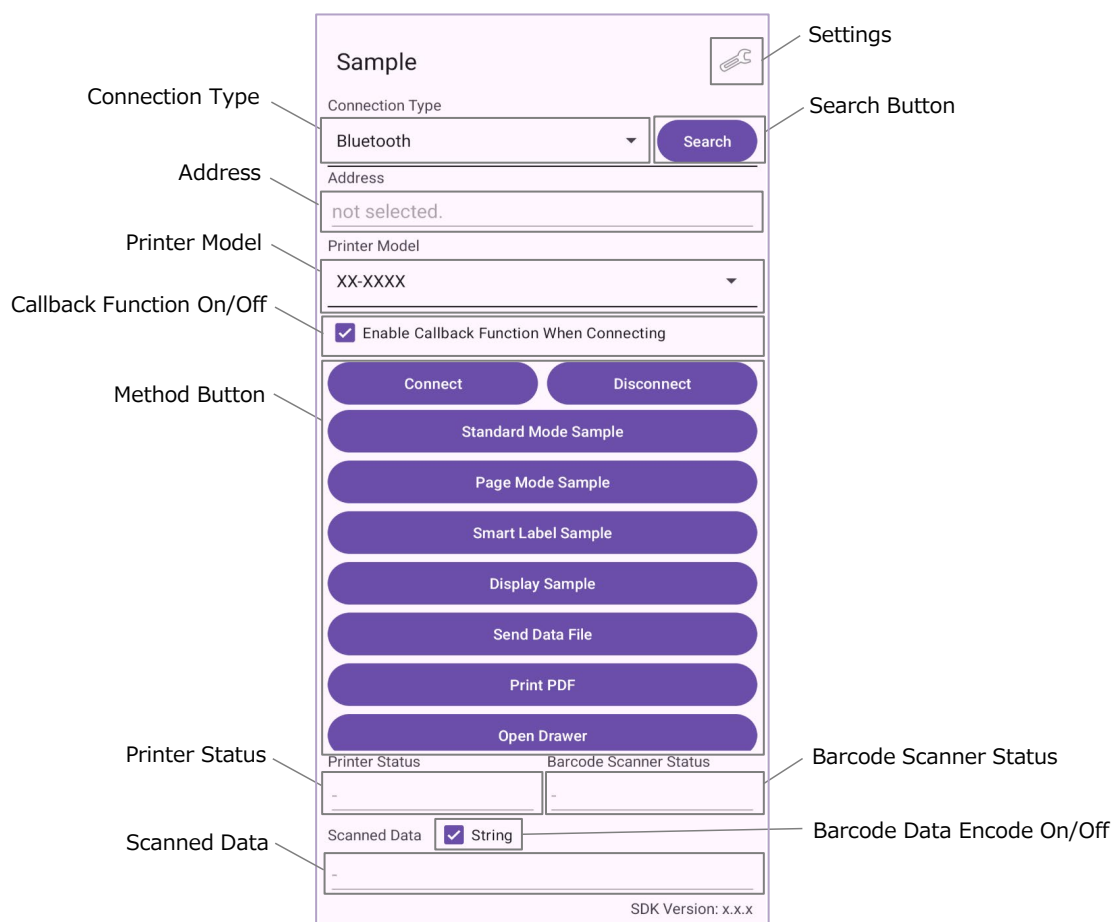 Settings
Sample
Connection Type
Connection Type
Search Button
Bluetooth
Search
Address
Address
not selected.
Printer Model
Printer Model
XX-XXXX
Callback Function On/Off
Enable Callback Function When Connecting
Connect
Disconnect
Method Button
Standard Mode Sample
Page Mode Sample
Smart Label Sample
Display Sample
Send Data File
Print PDF
Open Drawer
Printer Status
Printer Status
Barcode Scanner Status
Barcode Scanner Status
-
-
Scanned Data
String
Barcode Data Encode On/Off
Scanned Data
-
SDK Version: x.x.x